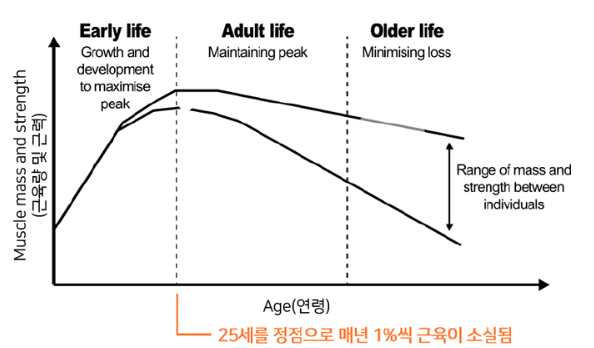 Early life
Growth and
development
to maximise
peak
Adult life
Maintaining peak
Older life
Minimising loss
Muscle mass and strength
(근육량 및 근력)
Range of mass and
strength between
individuals
Age(연령)
25세를 정점으로 매년 1%씩 근육이 소실됨